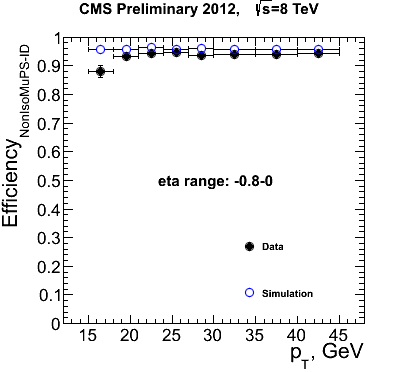 CMS Preliminary 2012, √s=8 TeV
Efficiency NonIsoMuPS-ID
1
0.9
0.8
0.7
0.6
0.5
0.4
0.3
0.2
0.1
0
eta range: -0.8-0
Data
Simulation
15 20 25 30 35 40 45
p_T, GeV